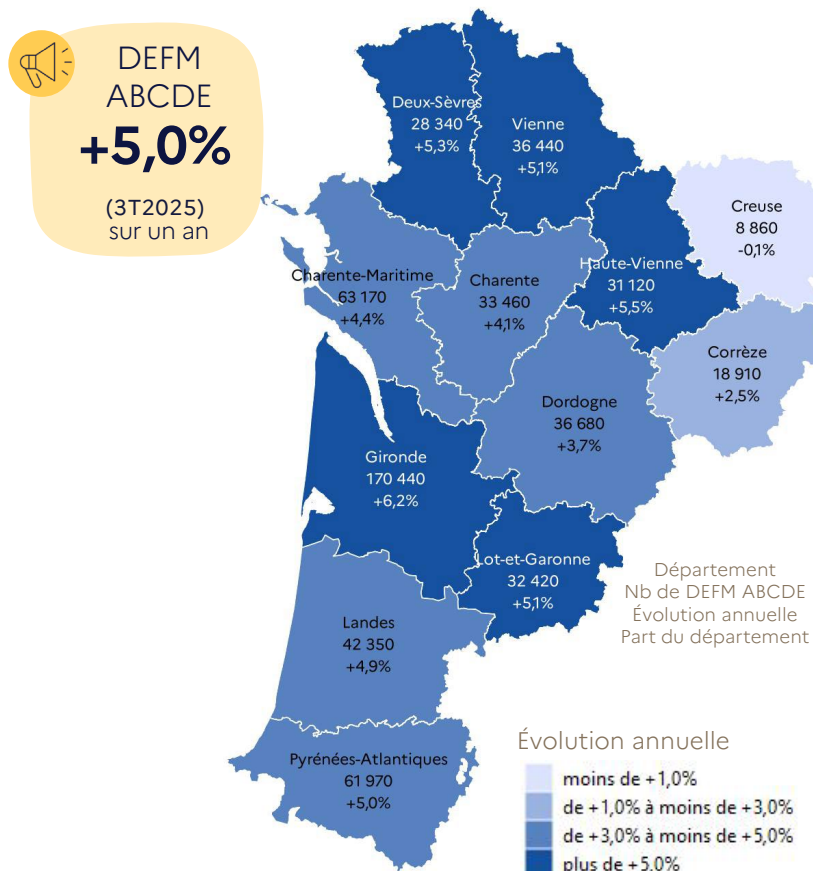 DEFM
ABCDE
+5,0%
(3T2025)
sur un an
Deux-Sèvres
28 340
+5,3%
Vienne
36 440
+5,1%
Creuse
8 860
-0,1%
Haute-Vienne
31 120
+5,5%
Charente-Maritime
63 170
+4,4%
Charente
33 460
+4,1%
Corrèze
18 910
+2,5%
Dordogne
36 680
+3,7%
Gironde
170 440
+6,2%
Lot-et-Garonne
32 420
+5,1%
Département
Nb de DEFM ABCDE
Évolution annuelle
Part du département
Landes
42 350
+4,9%
Pyrénées-Atlantiques
61 970
+5,0%
Évolution annuelle
moins de +1,0%
de +1,0% à moins de +3,0%
de +3,0% à moins de +5,0%
plus de +5,0%